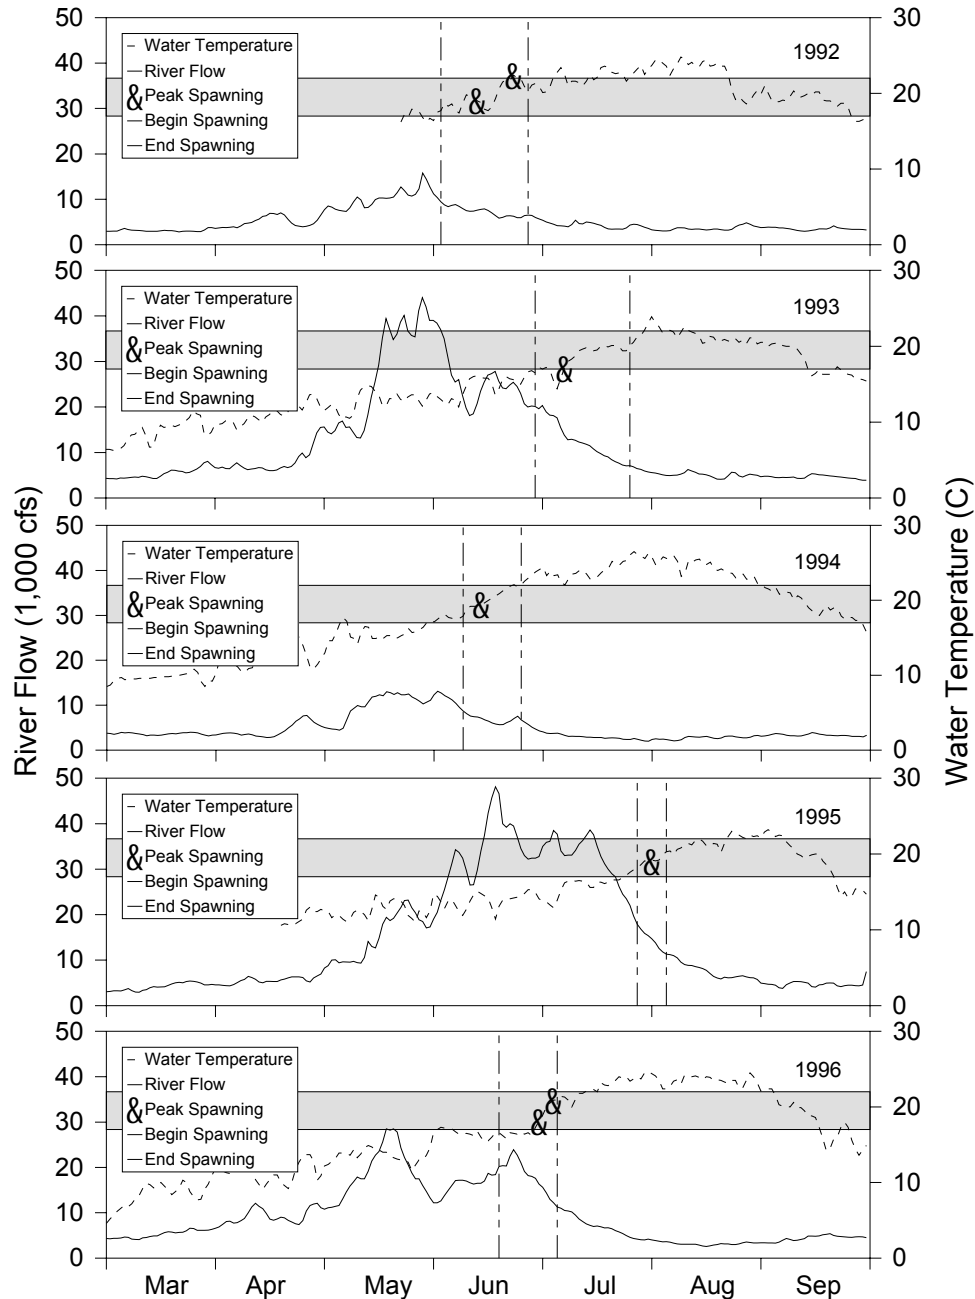 50
40
30
20
10
0
30
20
10
0
1992
Water Temperature
River Flow
& Peak Spawning
Begin Spawning
End Spawning
& &
50
40
30
20
10
0
30
20
10
0
1993
Water Temperature
River Flow
& Peak Spawning
Begin Spawning
End Spawning
&
50
40
30
20
10
0
30
20
10
0
1994
Water Temperature
River Flow
& Peak Spawning
Begin Spawning
End Spawning
&
50
40
30
20
10
0
30
20
10
0
1995
Water Temperature
River Flow
& Peak Spawning
Begin Spawning
End Spawning
&
50
40
30
20
10
0
30
20
10
0
1996
Water Temperature
River Flow
& Peak Spawning
Begin Spawning
End Spawning
& &
Mar Apr May Jun Jul Aug Sep
River Flow (1,000 cfs)
Water Temperature (C)